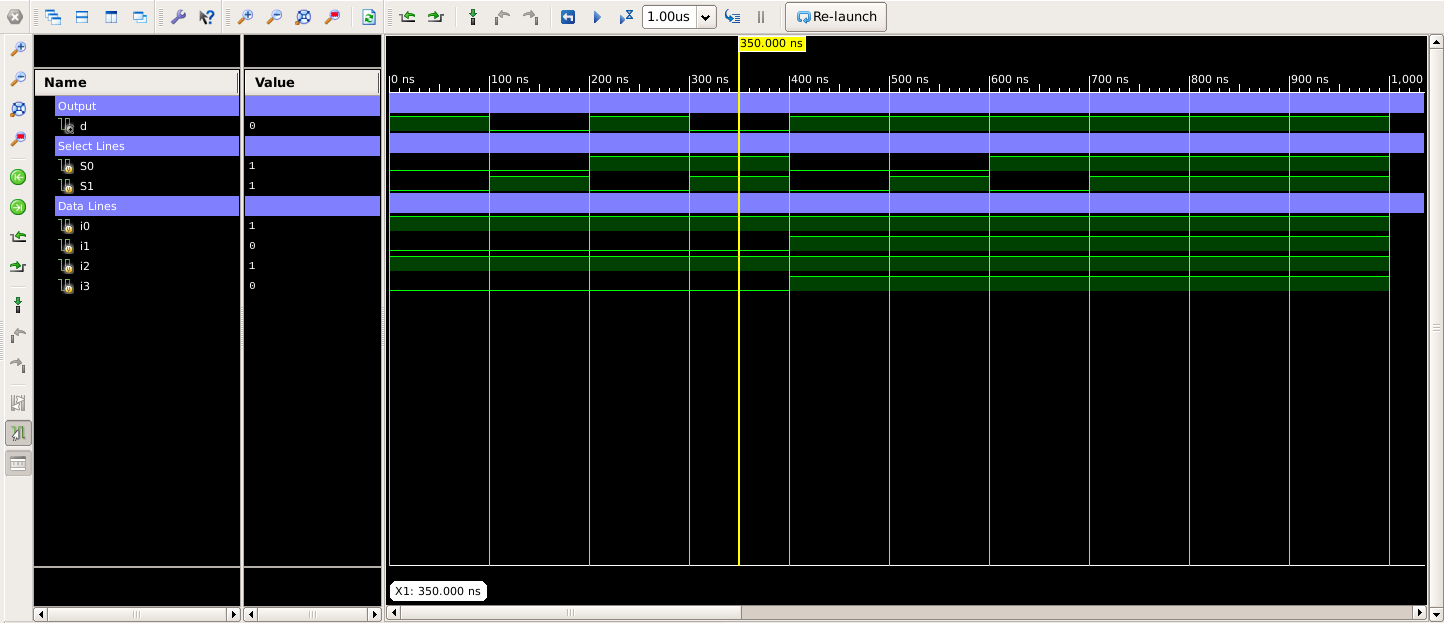 1.00us
Re-launch
350.000 ns
Name
Value
0 ns
100 ns
200 ns
300 ns
400 ns
500 ns
600 ns
700 ns
800 ns
900 ns
1,000
Output
d
0
Select Lines
S0
1
S1
1
Data Lines
i0
1
i1
0
i2
1
i3
0
X1: 350.000 ns